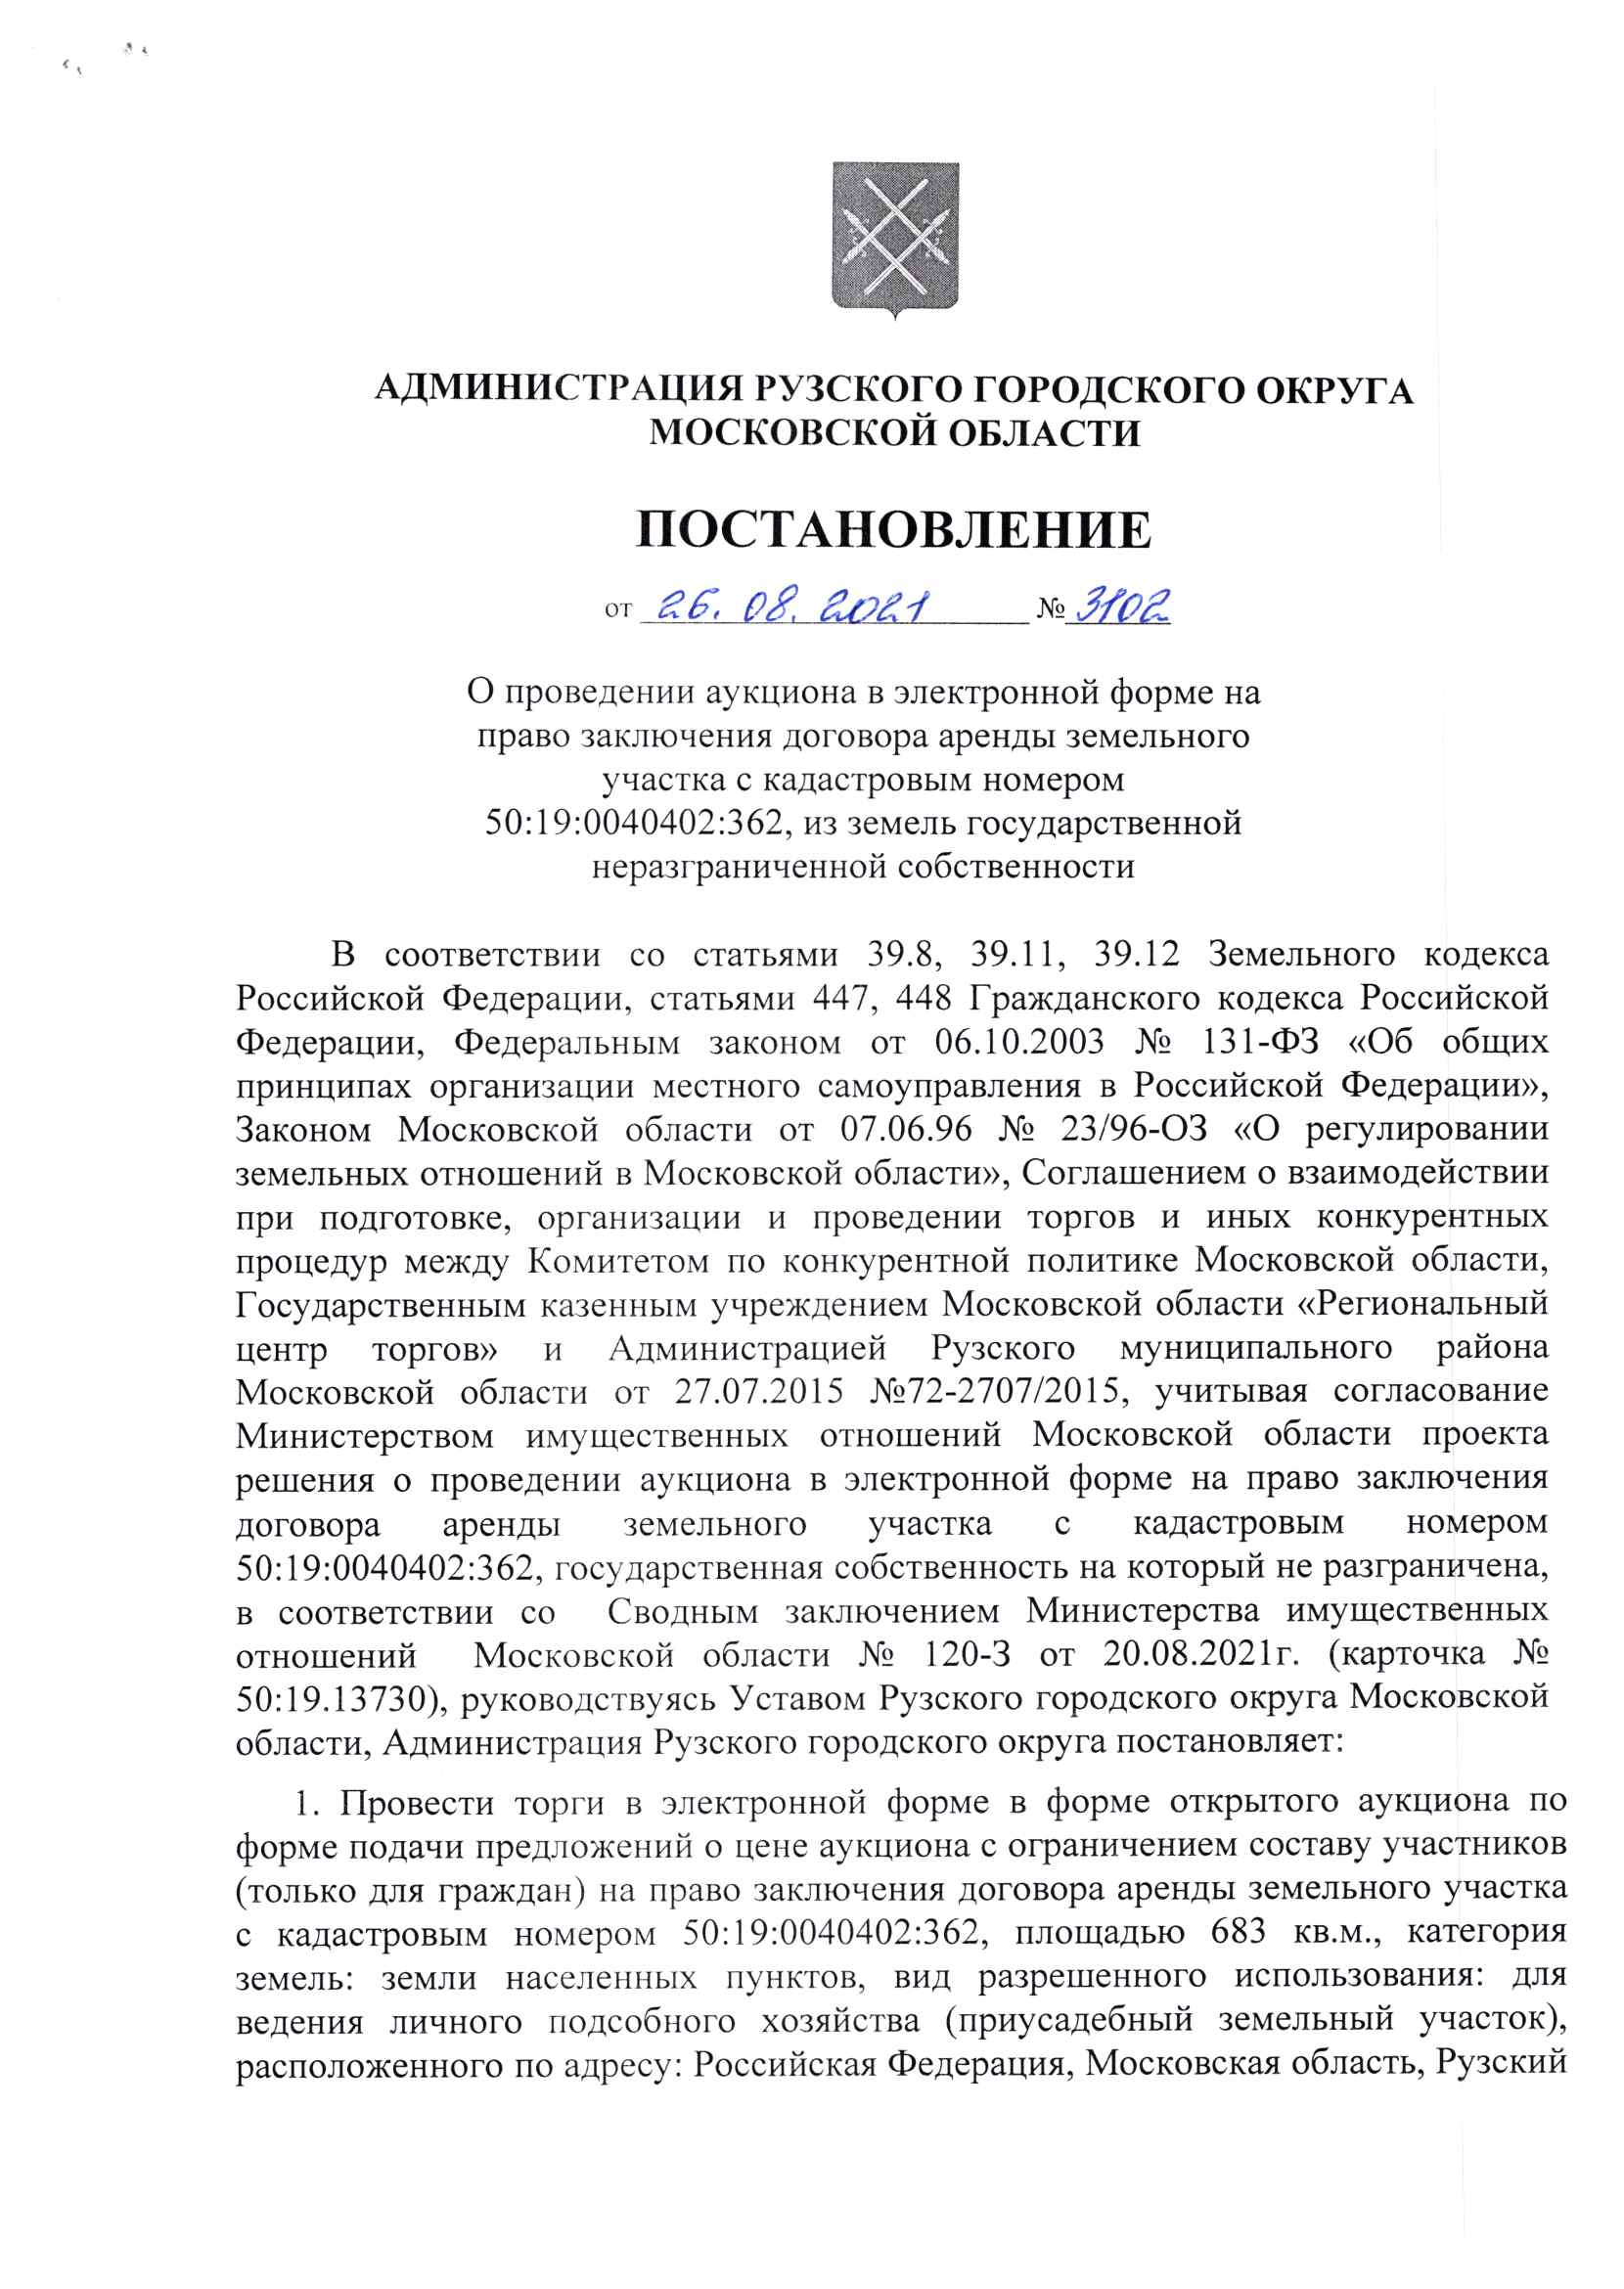 АДМИНИСТРАЦИЯ РУЗСКОГО ГОРОДСКОГО ОКРУГА
МОСКОВСКОЙ ОБЛАСТИ
ПОСТАНОВЛЕНИЕ
от 26.08.2021 № 3102
О проведении аукциона в электронной форме на
право заключения договора аренды земельного
участка с кадастровым номером
50:19:0040402:362, из земель государственной
неразграниченной собственности
В соответствии со статьями 39.8, 39.11, 39.12 Земельного кодекса
Российской Федерации, статьями 447, 448 Гражданского кодекса Российской
Федерации, Федеральным законом от 06.10.2003 № 131-ФЗ «Об общих
принципах организации местного самоуправления в Российской Федерации»,
Законом Московской области от 07.06.96 № 23/96-ОЗ «О регулировании
земельных отношений в Московской области», Соглашением о взаимодействии
при подготовке, организации и проведении торгов и иных конкурентных
процедур между Комитетом по конкурентной политике Московской области,
Государственным казенным учреждением Московской области «Региональный
центр торгов» и Администрацией Рузского муниципального района
Московской области от 27.07.2015 №72-2707/2015, учитывая согласование
Министерством имущественных отношений Московской области проекта
решения о проведении аукциона в электронной форме на право заключения
договора аренды земельного участка с кадастровым номером
50:19:0040402:362, государственная собственность на который не разграничена,
в соответствии со Сводным заключением Министерства имущественных
отношений Московской области № 120-З от 20.08.2021г. (карточка №
50:19.13730), руководствуясь Уставом Рузского городского округа Московской
области, Администрация Рузского городского округа постановляет:
1. Провести торги в электронной форме в форме открытого аукциона по
форме подачи предложений о цене аукциона с ограничением составу участников
(только для граждан) на право заключения договора аренды земельного участка
с кадастровым номером 50:19:0040402:362, площадью 683 кв.м., категория
земель: земли населенных пунктов, вид разрешенного использования: для
ведения личного подсобного хозяйства (приусадебный земельный участок),
расположенного по адресу: Российская Федерация, Московская область, Рузский